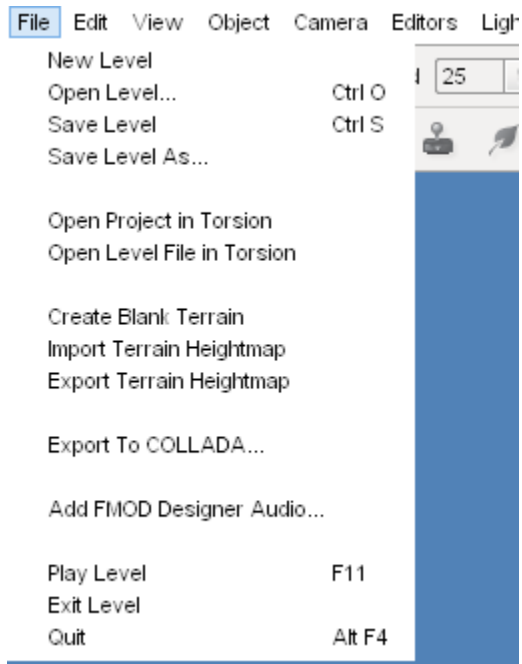 File Edit View Object Camera Editors
25
New Level
Open Level... Ctrl O
Save Level Ctrl S
Save Level As...
Open Project in Torsion
Open Level File in Torsion
Create Blank Terrain
Import Terrain Heightmap
Export Terrain Heightmap
Export To COLLADA...
Add FMOD Designer Audio...
Play Level F11
Exit Level
Quit Alt F4